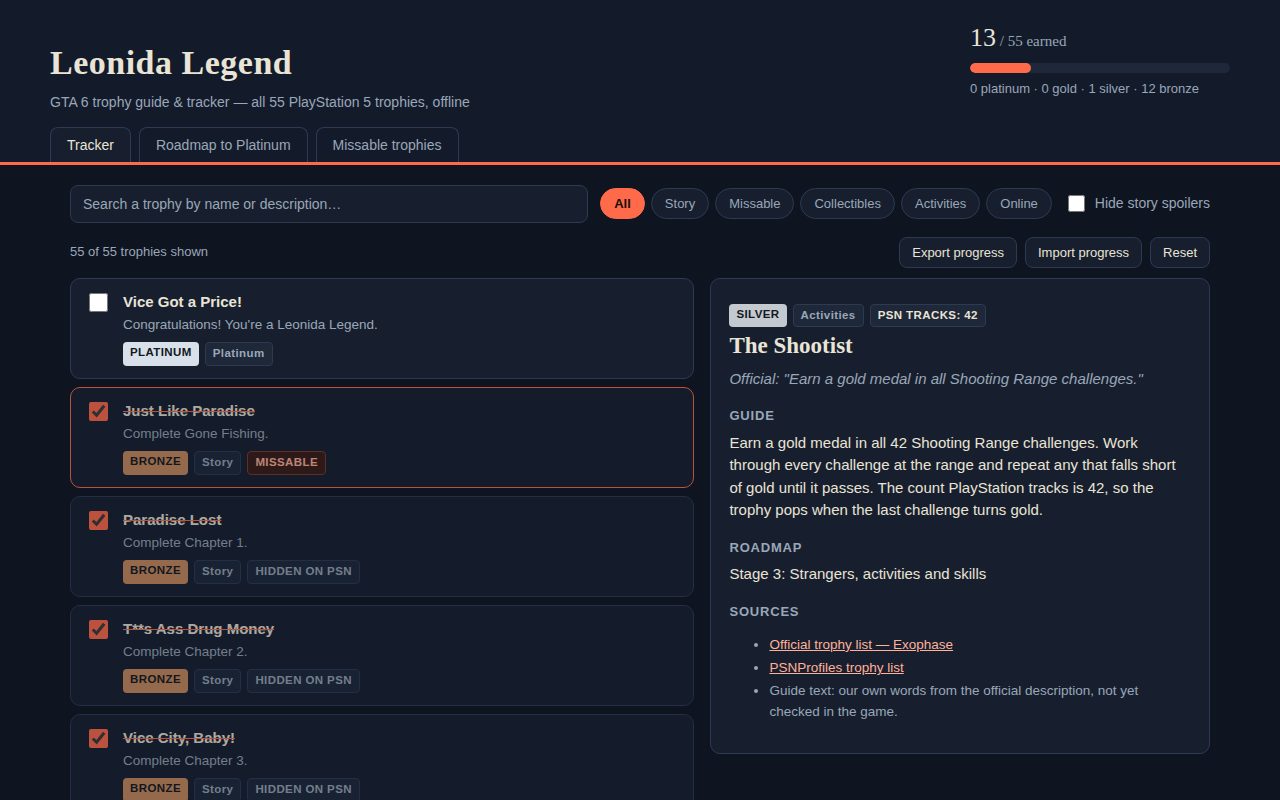 Leonida Legend
GTA 6 trophy guide & tracker — all 55 PlayStation 5 trophies, offline
13 / 55 earned
0 platinum · 0 gold · 1 silver · 12 bronze
Tracker
Roadmap to Platinum
Missable trophies
Search a trophy by name or description…
All
Story
Missable
Collectibles
Activities
Online
Hide story spoilers
55 of 55 trophies shown
Export progress
Import progress
Reset
Vice Got a Price!
Congratulations! You're a Leonida Legend.
PLATINUM
Platinum
Just Like Paradise
Complete Gone Fishing.
BRONZE
Story
MISSABLE
Paradise Lost
Complete Chapter 1.
BRONZE
Story
HIDDEN ON PSN
T**s Ass Drug Money
Complete Chapter 2.
BRONZE
Story
HIDDEN ON PSN
Vice City, Baby!
Complete Chapter 3.
BRONZE
Story
HIDDEN ON PSN
SILVER
Activities
PSN TRACKS: 42
The Shootist
Official: "Earn a gold medal in all Shooting Range challenges."
GUIDE
Earn a gold medal in all 42 Shooting Range challenges. Work
through every challenge at the range and repeat any that falls short
of gold until it passes. The count PlayStation tracks is 42, so the
trophy pops when the last challenge turns gold.
ROADMAP
Stage 3: Strangers, activities and skills
SOURCES
Official trophy list — Exophase
PSNProfiles trophy list
Guide text: our own words from the official description, not yet
checked in the game.